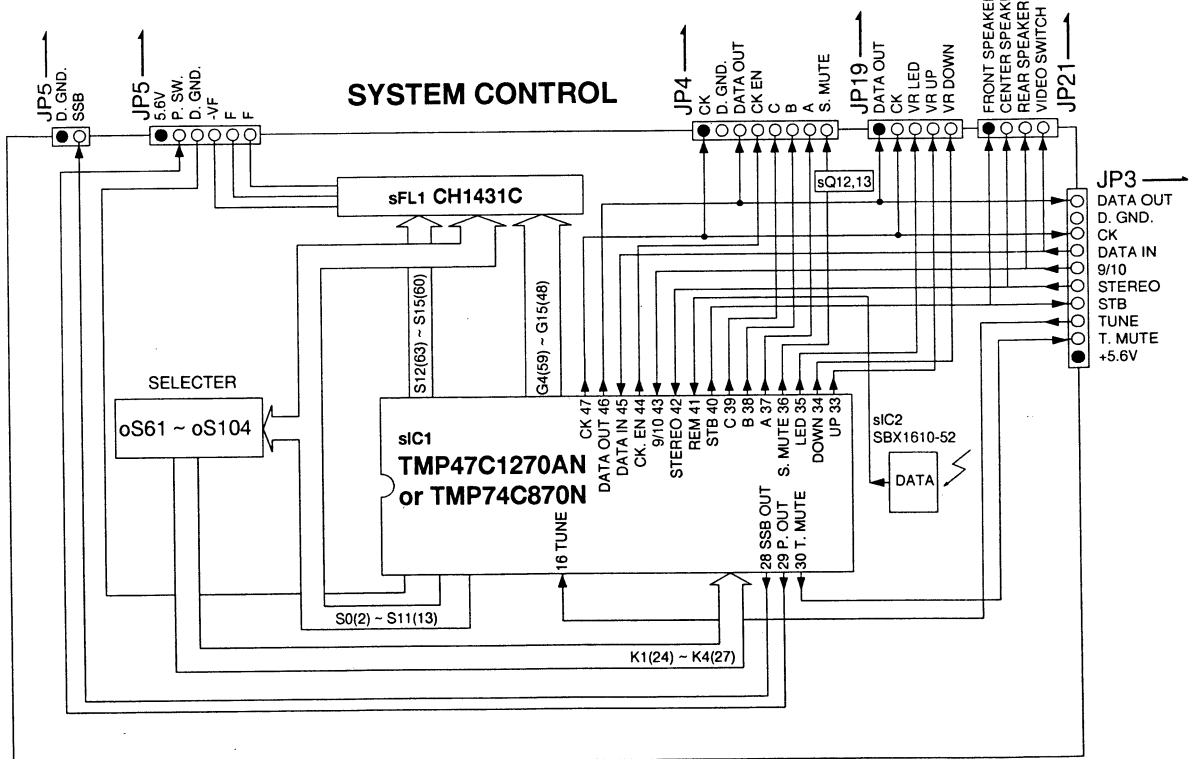 SYSTEM CONTROL
JP5
D. GND.
SSB
JP5
5.6V
P. SW.
D. GND.
-VF
F
F
JP4
CK
D. GND.
DATA OUT
CK EN
C
B
A
S. MUTE
JP19
DATA OUT
CK
VR LED
VR UP
VR DOWN
FRONT SPEAKER
CENTER SPEAKER
REAR SPEAKER
VIDEO SWITCH
JP21
JP3
DATA OUT
D. GND.
CK
DATA IN
9/10
STEREO
STB
TUNE
T. MUTE
+5.6V
sQ12,13
sFL1 CH1431C
S12(63) ~ S15(60)
G4(59) ~ G15(48)
SELECTER
oS61 ~ oS104
sIC1
TMP47C1270AN
or TMP74C870N
CK 47
DATA OUT 46
DATA IN 45
CK. EN 44
9/10 43
STEREO 42
REM 41
STB 40
C 39
B 38
A 37
S. MUTE 36
LED 35
DOWN 34
UP 33
sIC2
SBX1610-52
DATA
16 TUNE
28 SSB OUT
29 P. OUT
30 T. MUTE
S0(2) ~ S11(13)
K1(24) ~ K4(27)